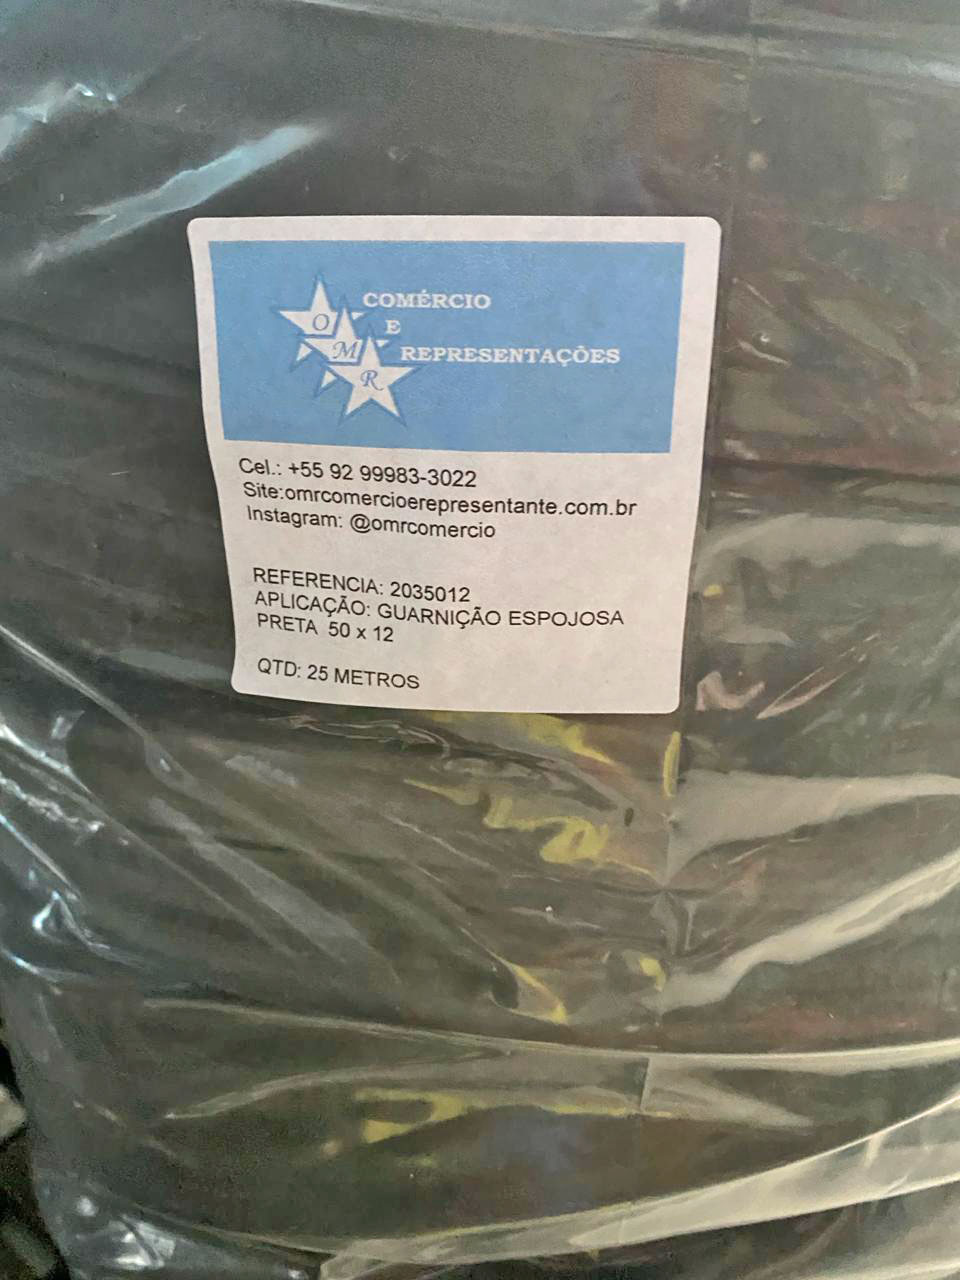 COMÉRCIO
E
REPRESENTAÇÕES
O
M
R
Cel.: +55 92 99983-3022
Site:omrcomercioerepresentante.com.br
Instagram: @omrcomercio
REFERENCIA: 2035012
APLICAÇÃO: GUARNIÇÃO ESPOJOSA
PRETA 50 x 12
QTD: 25 METROS